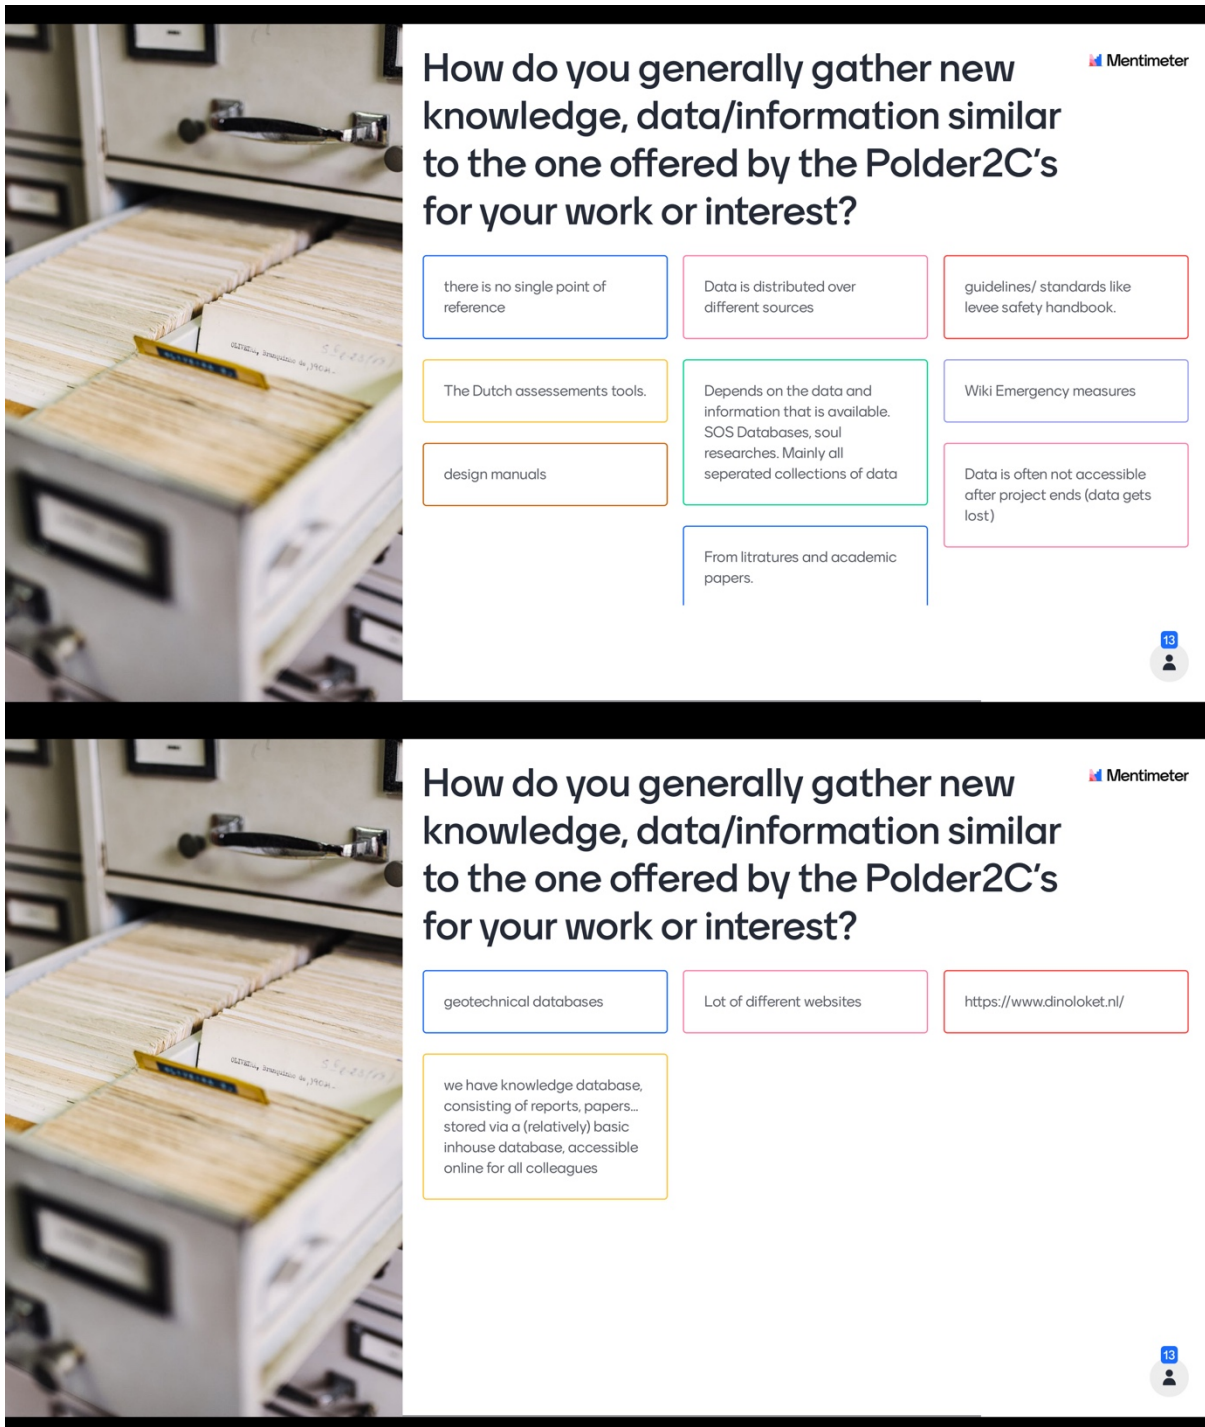 How do you generally gather new
knowledge, data/information similar
to the one offered by the Polder2C's
for your work or interest?
Mentimeter
there is no single point of
reference
Data is distributed over
different sources
guidelines/ standards like
levee safety handbook.
The Dutch assessements tools.
Depends on the data and
information that is available.
SOS Databases, soul
researches. Mainly all
seperated collections of data
Wiki Emergency measures
design manuals
Data is often not accessible
after project ends (data gets
lost)
From litratures and academic
papers.
13
How do you generally gather new
knowledge, data/information similar
to the one offered by the Polder2C's
for your work or interest?
Mentimeter
geotechnical databases
Lot of different websites
https://www.dinoloket.nl/
we have knowledge database,
consisting of reports, papers...
stored via a (relatively) basic
inhouse database, accessible
online for all colleagues
13